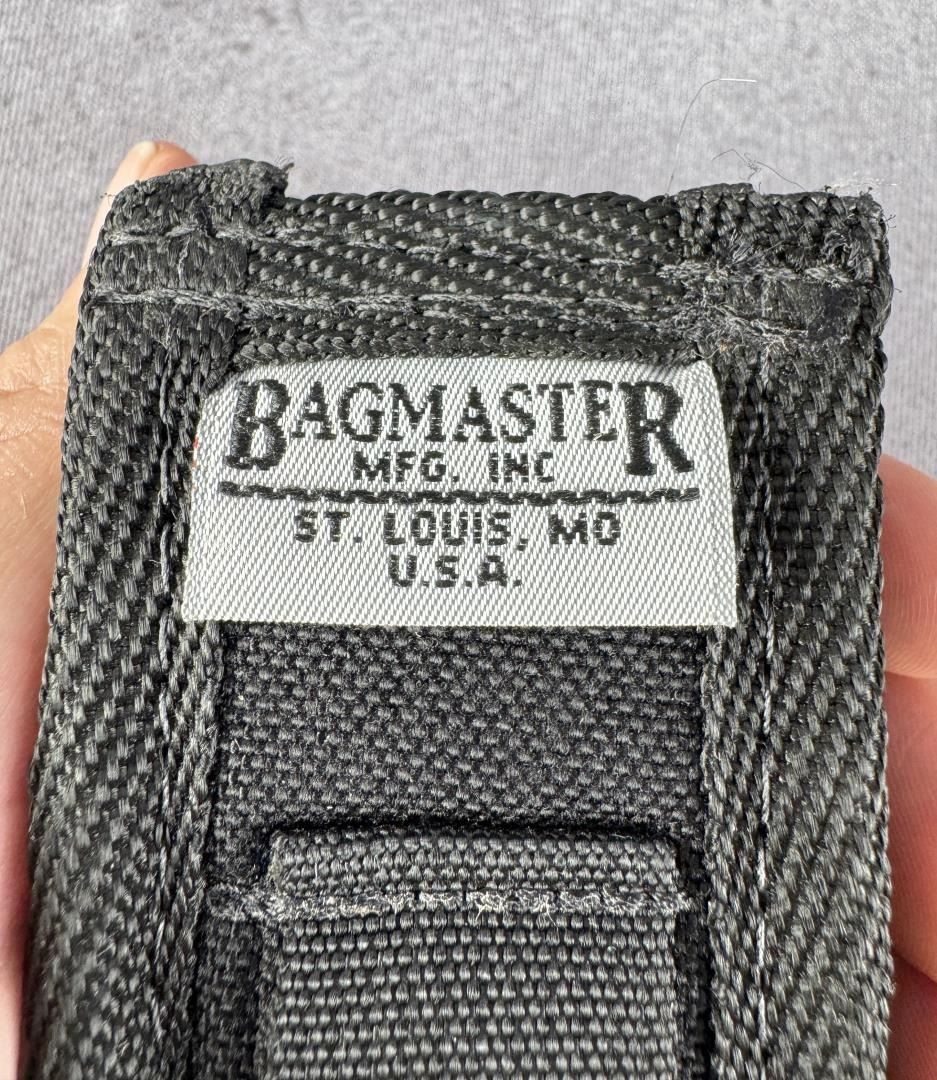 BAGMASTER
MFG. INC
ST. LOUIS, MO
U.S.A.